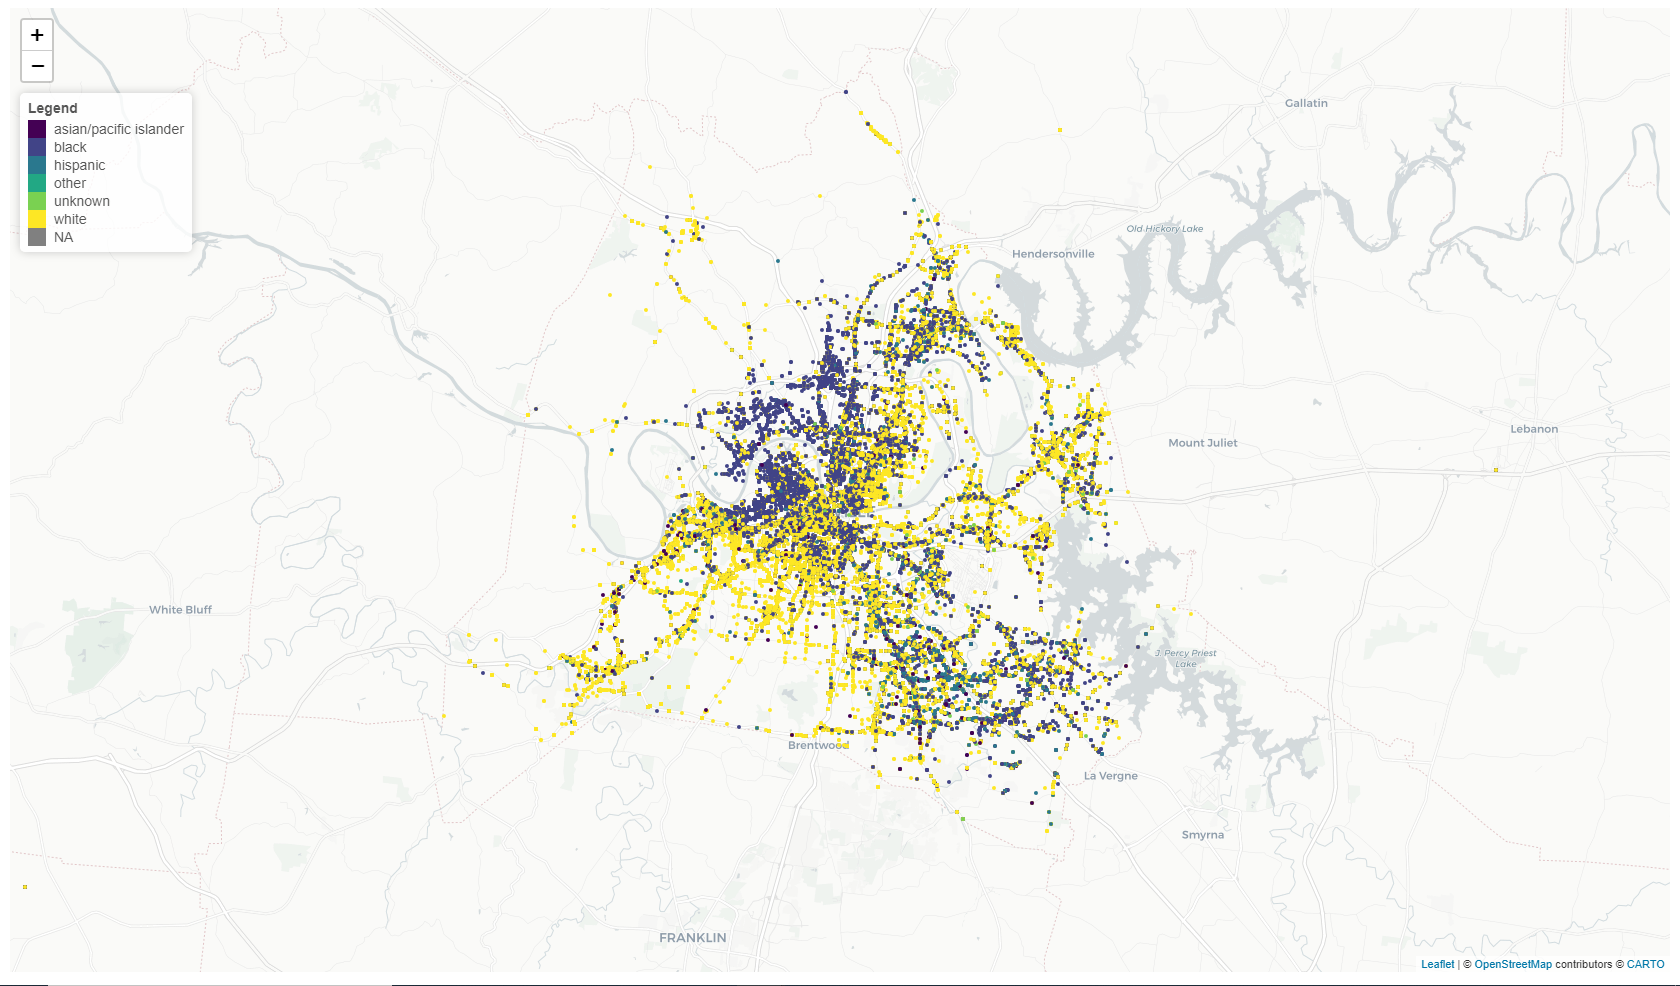 +
−
Legend
asian/pacific islander
black
hispanic
other
unknown
white
NA
Gallatin
Old Hickory Lake
Hendersonville
Mount Juliet
Lebanon
White Bluff
J. Percy Priest
Lake
Brentwood
La Vergne
Smyrna
FRANKLIN
Leaflet | © OpenStreetMap contributors © CARTO